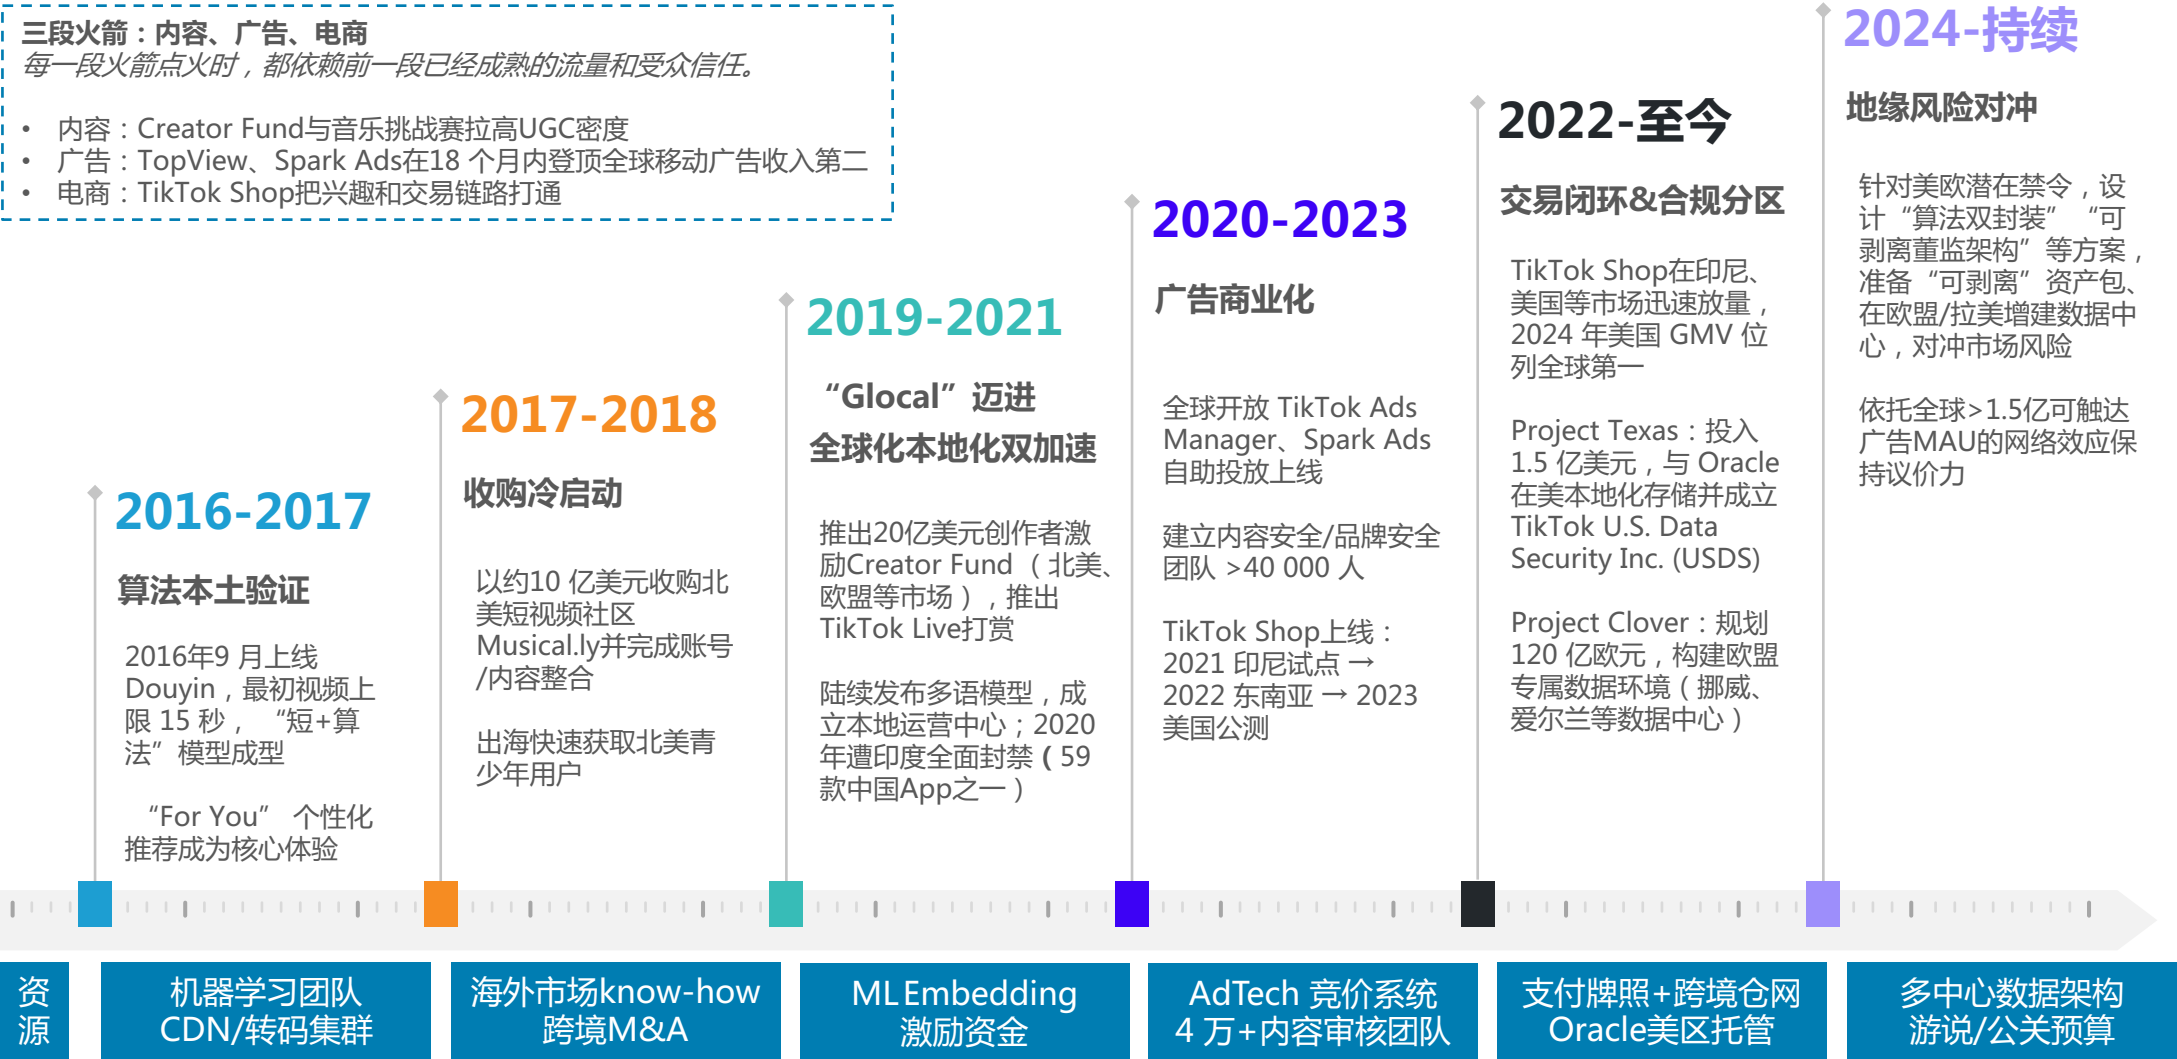 三段火箭：内容、广告、电商
每一段火箭点火时，都依赖前一段已经成熟的流量和受众信任。
• 内容：Creator Fund与音乐挑战赛拉高UGC密度
• 广告：TopView、Spark Ads在18 个月内登顶全球移动广告收入第二
• 电商：TikTok Shop把兴趣和交易链路打通
2016-2017
算法本土验证
2016年9 月上线
Douyin，最初视频上
限 15 秒， “短+算
法”模型成型
“For You” 个性化
推荐成为核心体验
2017-2018
收购冷启动
以约10 亿美元收购北
美短视频社区
Musical.ly并完成账号
/内容整合
出海快速获取北美青
少年用户
2019-2021
“Glocal”迈进
全球化本地化双加速
推出20亿美元创作者激
励Creator Fund （北美、
欧盟等市场），推出
TikTok Live打赏
陆续发布多语模型，成
立本地运营中心；2020
年遭印度全面封禁（59
款中国App之一）
2020-2023
广告商业化
全球开放 TikTok Ads
Manager、Spark Ads
自助投放上线
建立内容安全/品牌安全
团队 >40 000 人
TikTok Shop上线：
2021 印尼试点 →
2022 东南亚 → 2023
美国公测
2022-至今
交易闭环&合规分区
TikTok Shop在印尼、
美国等市场迅速放量，
2024 年美国 GMV 位
列全球第一
Project Texas：投入
1.5 亿美元，与 Oracle
在美本地化存储并成立
TikTok U.S. Data
Security Inc. (USDS)
Project Clover：规划
120 亿欧元，构建欧盟
专属数据环境（挪威、
爱尔兰等数据中心）
2024-持续
地缘风险对冲
针对美欧潜在禁令，设
计“算法双封装”“可
剥离董监架构”等方案，
准备“可剥离”资产包、
在欧盟/拉美增建数据中
心，对冲市场风险
依托全球>1.5亿可触达
广告MAU的网络效应保
持议价力
资
源
机器学习团队
CDN/转码集群
海外市场know-how
跨境M&A
ML Embedding
激励资金
AdTech 竞价系统
4 万+内容审核团队
支付牌照+跨境仓网
Oracle美区托管
多中心数据架构
游说/公关预算